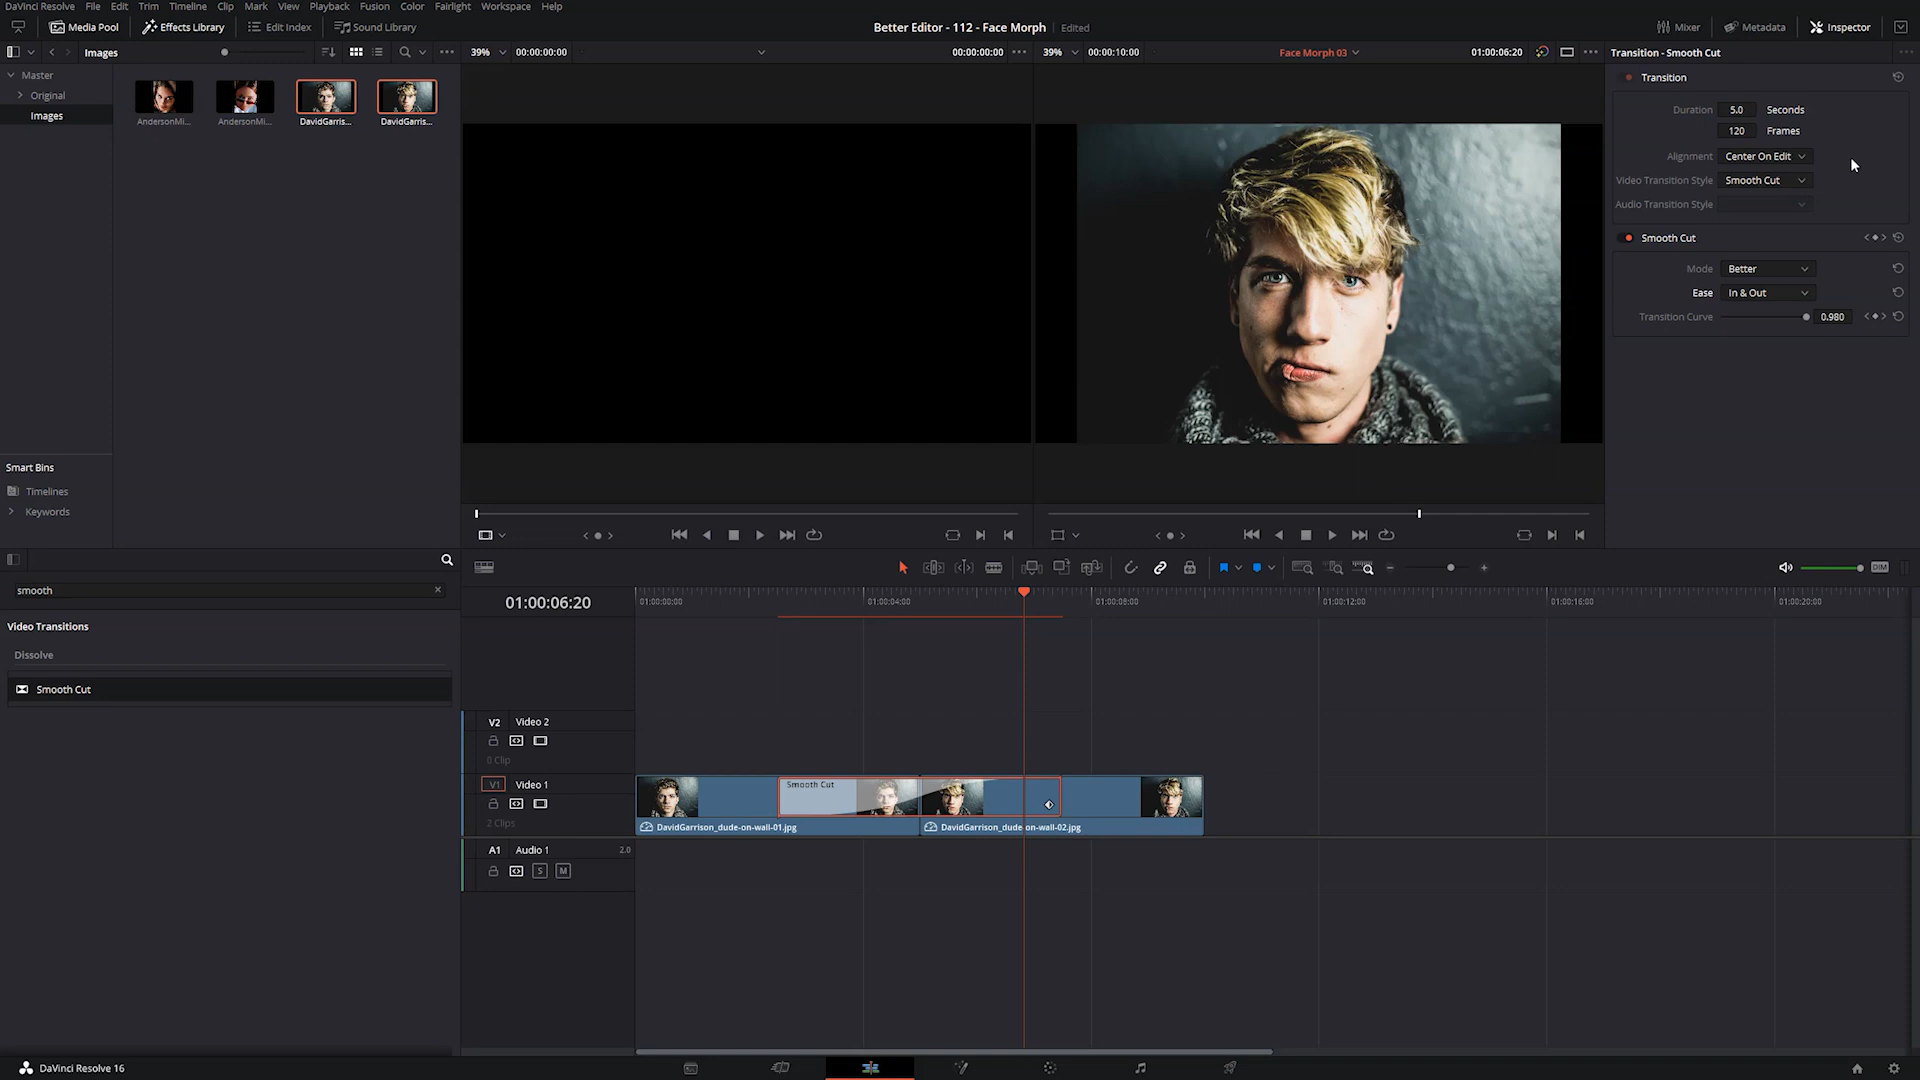 DaVinci Resolve File Edit Trim Timeline Clip Mark View Playback Fusion Color Fairlight Workspace Help
Media Pool Effects Library Edit Index Sound Library Better Editor - 112 - Face Morph Edited Mixer Metadata Inspector
Images 39% 00:00:00:00 00:00:00:00 39% 00:00:10:00 Face Morph 03 01:00:06:20 Transition - Smooth Cut
Master
Original
Images
AndersonMi... AndersonMi... DavidGarris... DavidGarris...
Transition
Duration 5.0 Seconds
120 Frames
Alignment Center On Edit
Video Transition Style Smooth Cut
Audio Transition Style
Smooth Cut
Mode Better
Ease In & Out
Transition Curve 0.980
Smart Bins
Timelines
Keywords
smooth
Video Transitions
Dissolve
Smooth Cut
DIM
01:00:06:20 01:00:00:00 01:00:04:00 01:00:08:00 01:00:12:00 01:00:16:00 01:00:20:00
V2 Video 2
0 Clip
V1 Video 1
2 Clips
Smooth Cut
DavidGarrison_dude-on-wall-01.jpg DavidGarrison_dude-on-wall-02.jpg
A1 Audio 1 2.0
S M
DaVinci Resolve 16